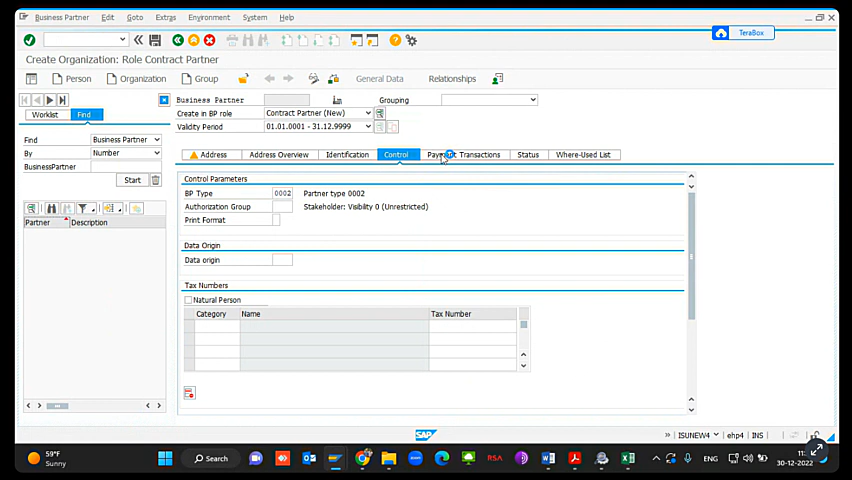 Business Partner Edit Goto Extras Environment System Help
TeraBox
Create Organization: Role Contract Partner
Person Organization Group General Data Relationships
Worklist Find
Find Business Partner
By Number
BusinessPartner
Start
Partner Description
Business Partner Grouping
Create in BP role Contract Partner (New)
Validity Period 01.01.0001 - 31.12.9999
Address Address Overview Identification Control Payment Transactions Status Where-Used List
Control Parameters
BP Type 0002 Partner type 0002
Authorization Group Stakeholder: Visibility 0 (Unrestricted)
Print Format
Data Origin
Data origin
Tax Numbers
Natural Person
Category Name Tax Number
SAP
ISUNEW4 ehp4 INS
59°F
Sunny
Search
RSA
ENG
30-12-2022